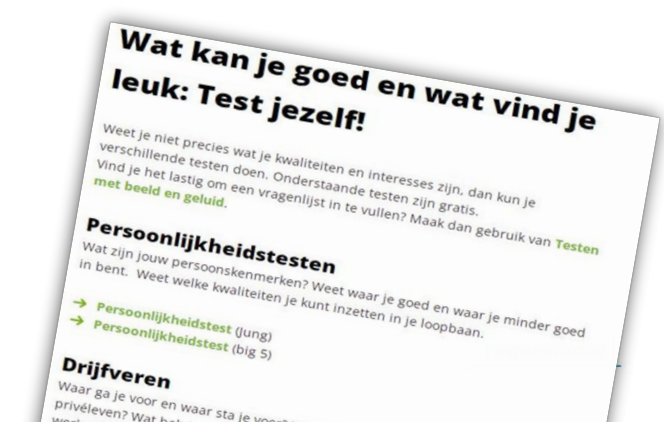 Wat kan je goed en wat vind je
leuk: Test jezelf!
Weet je niet precies wat je kwaliteiten en interesses zijn, dan kun je
verschillende testen doen. Onderstaande testen zijn gratis.
Vind je het lastig om een vragenlijst in te vullen? Maak dan gebruik van Testen
met beeld en geluid.
Persoonlijkheidstesten
Wat zijn jouw persoonskenmerken? Weet waar je goed en waar je minder goed
in bent. Weet welke kwaliteiten je kunt inzetten in je loopbaan.
→ Persoonlijkheidstest (Jung)
→ Persoonlijkheidstest (big 5)
Drijfveren
Waar ga je voor en waar sta je
privéleven? Wat